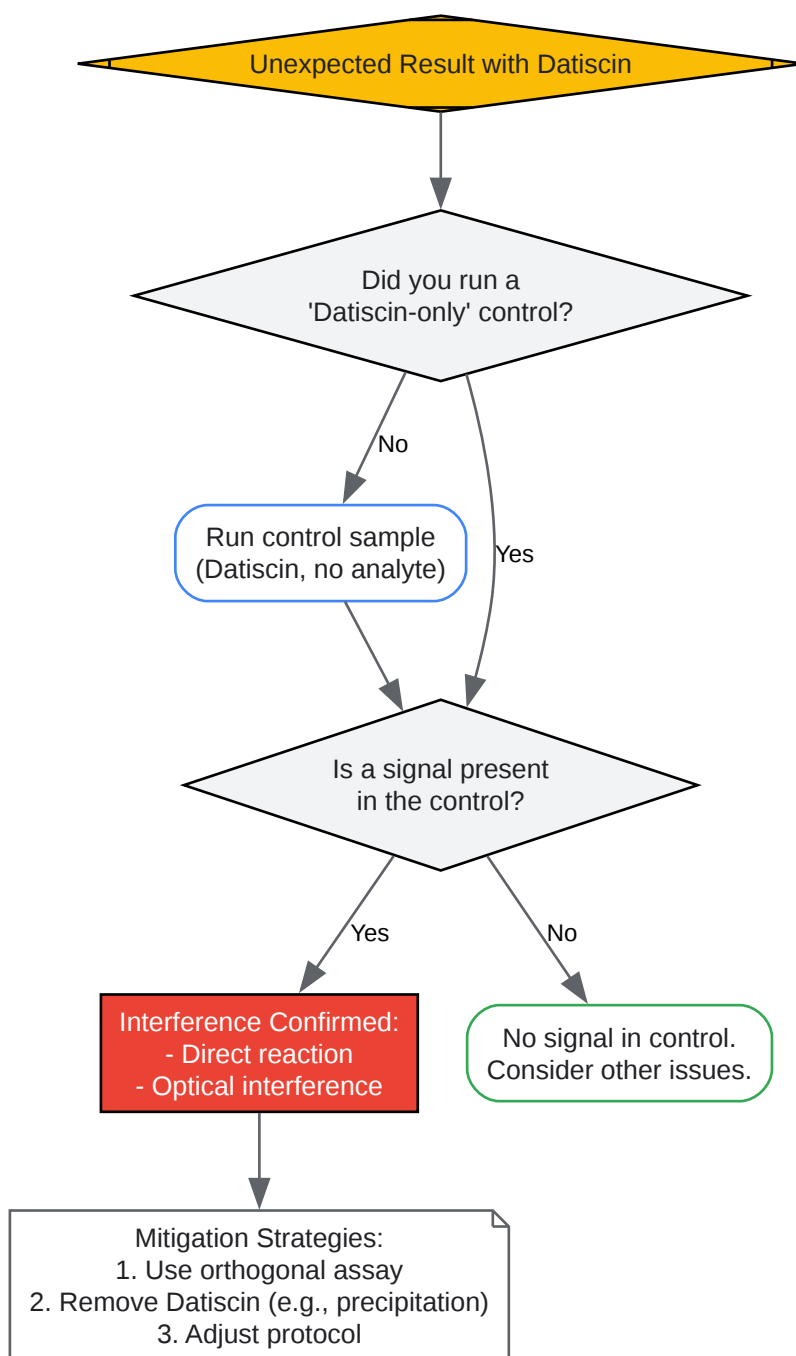 Unexpected Result with Datiscin
Did you run a
'Datiscin-only' control?
No
Run control sample
(Datiscin, no analyte)
Yes
Is a signal present
in the control?
Yes
No
Interference Confirmed:
- Direct reaction
- Optical interference
No signal in control.
Consider other issues.
Mitigation Strategies:
1. Use orthogonal assay
2. Remove Datiscin (e.g., precipitation)
3. Adjust protocol